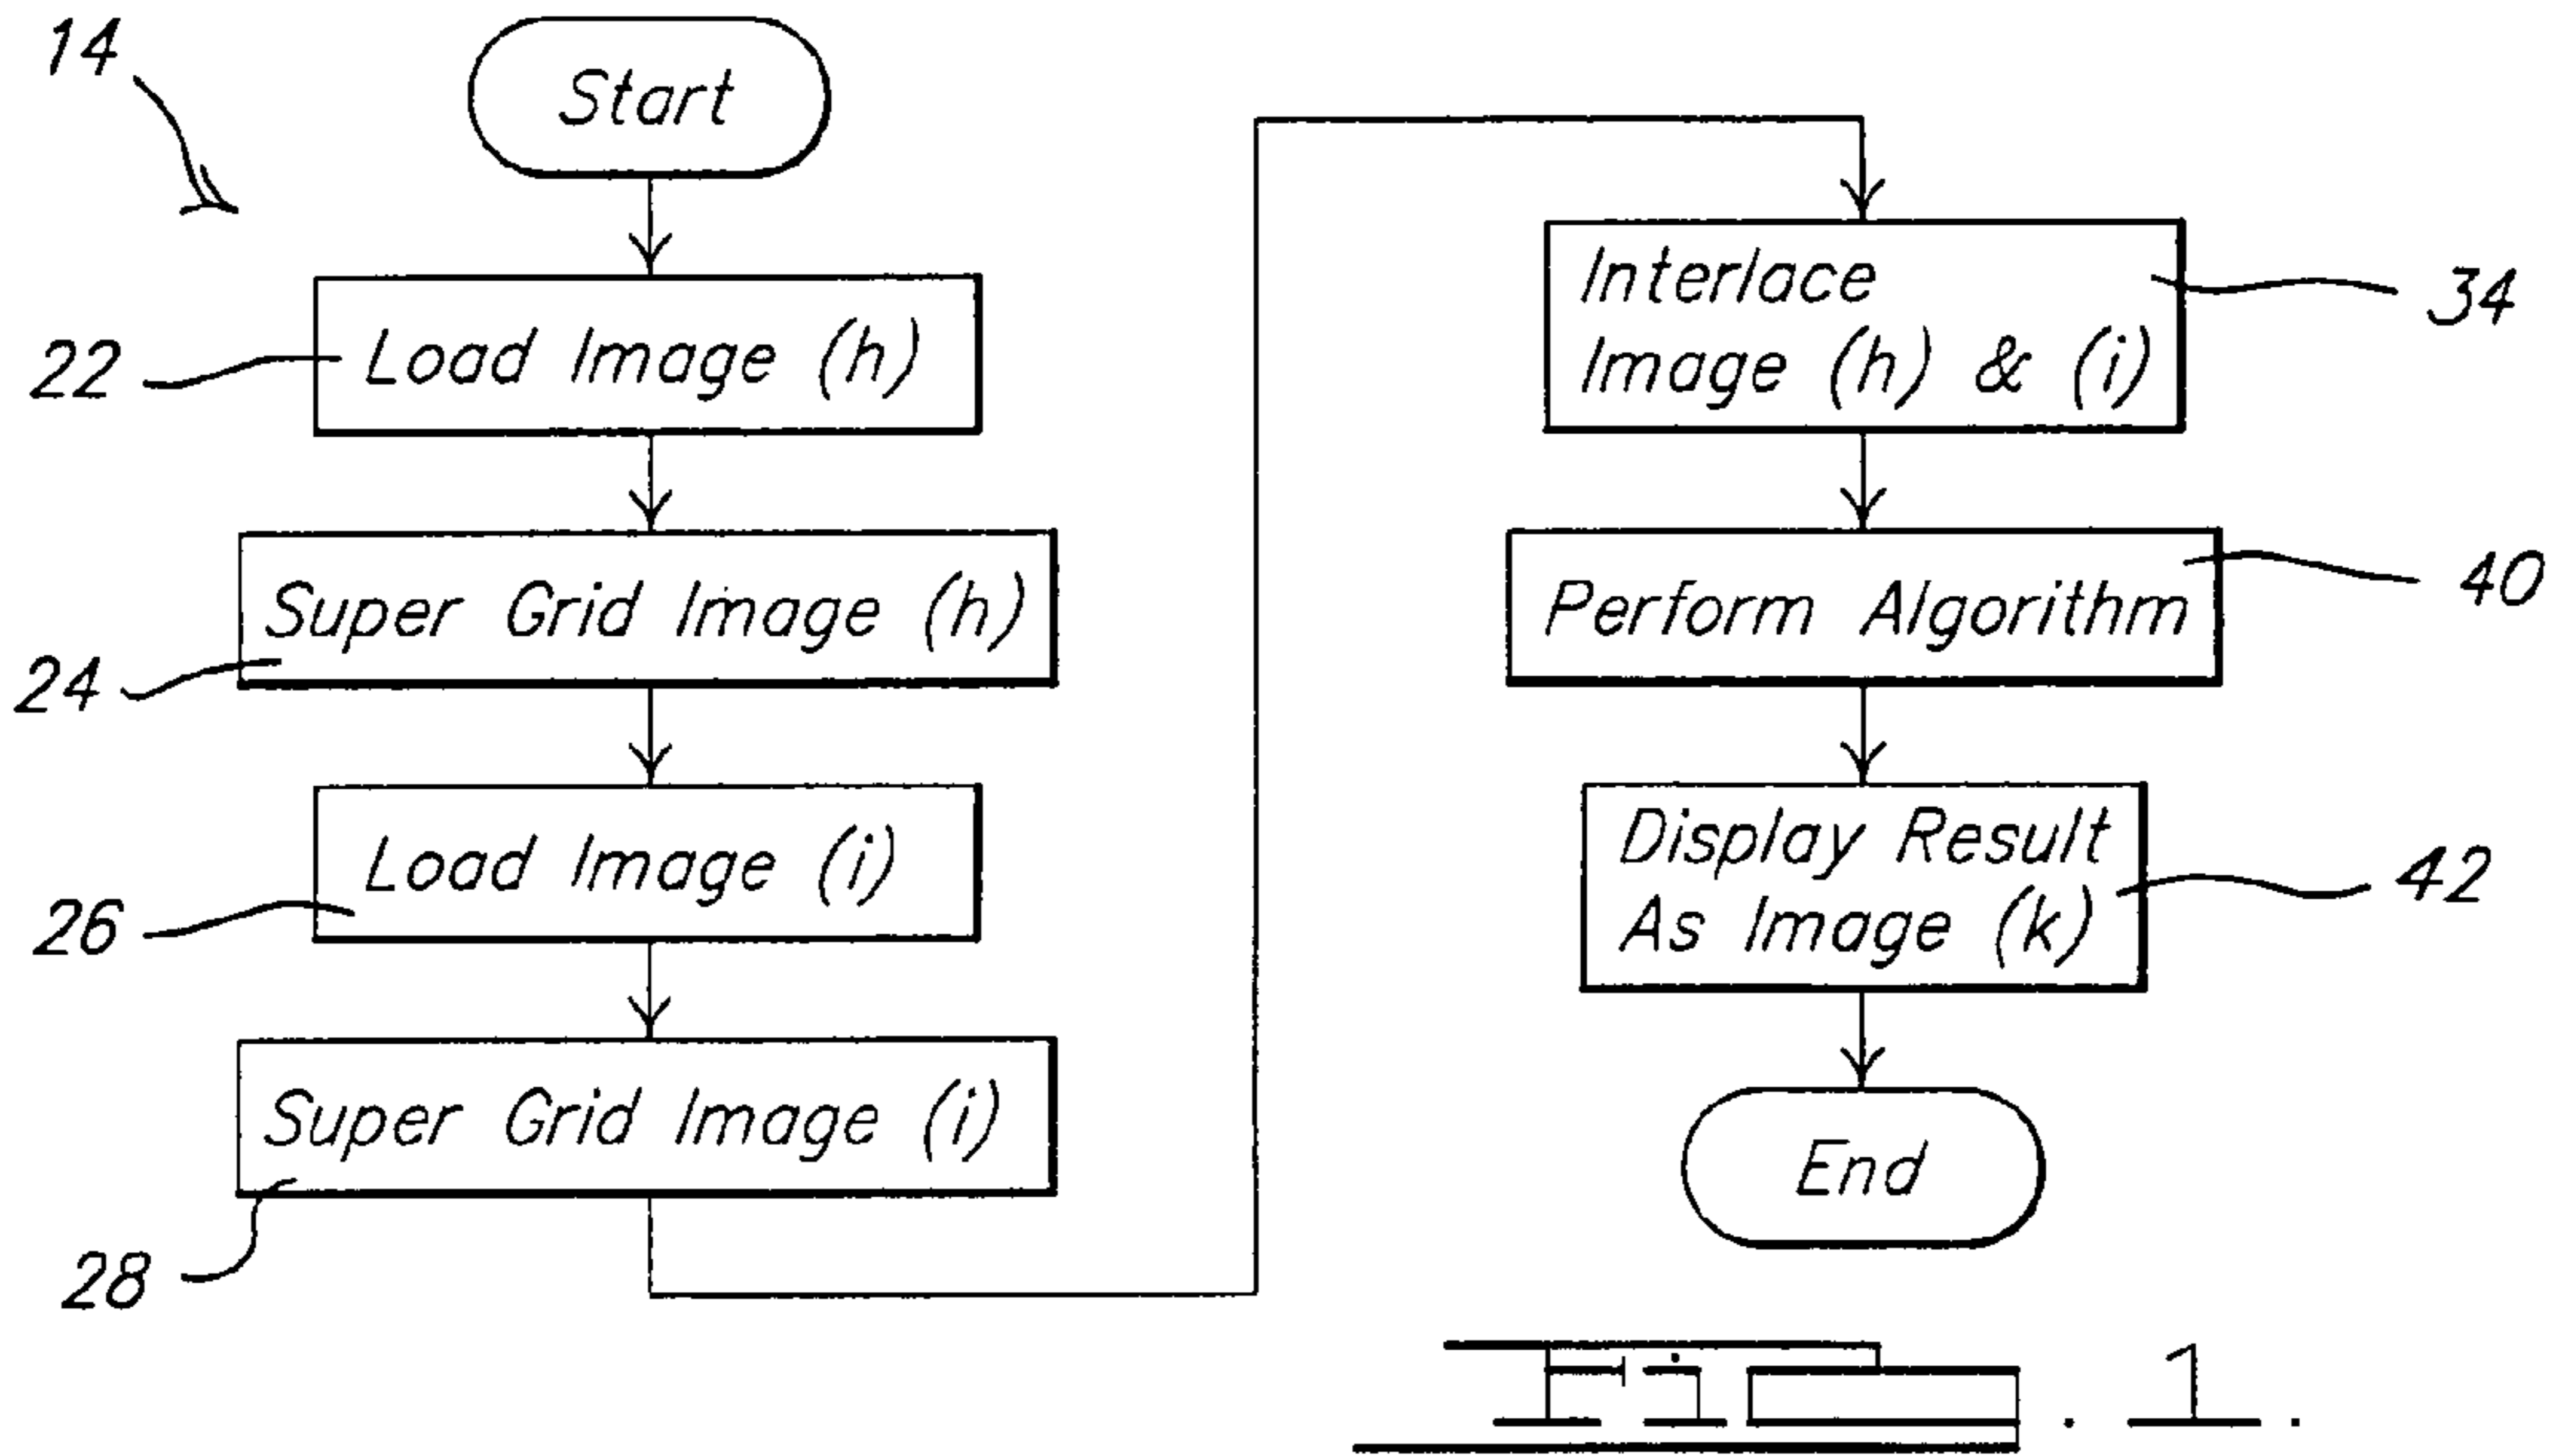 14
Start
22
Load Image (h)
24
Super Grid Image (h)
26
Load Image (i)
28
Super Grid Image (i)
Interlace
Image (h) & (i)
34
Perform Algorithm
40
Display Result
As Image (k)
42
End
Fig. 1.